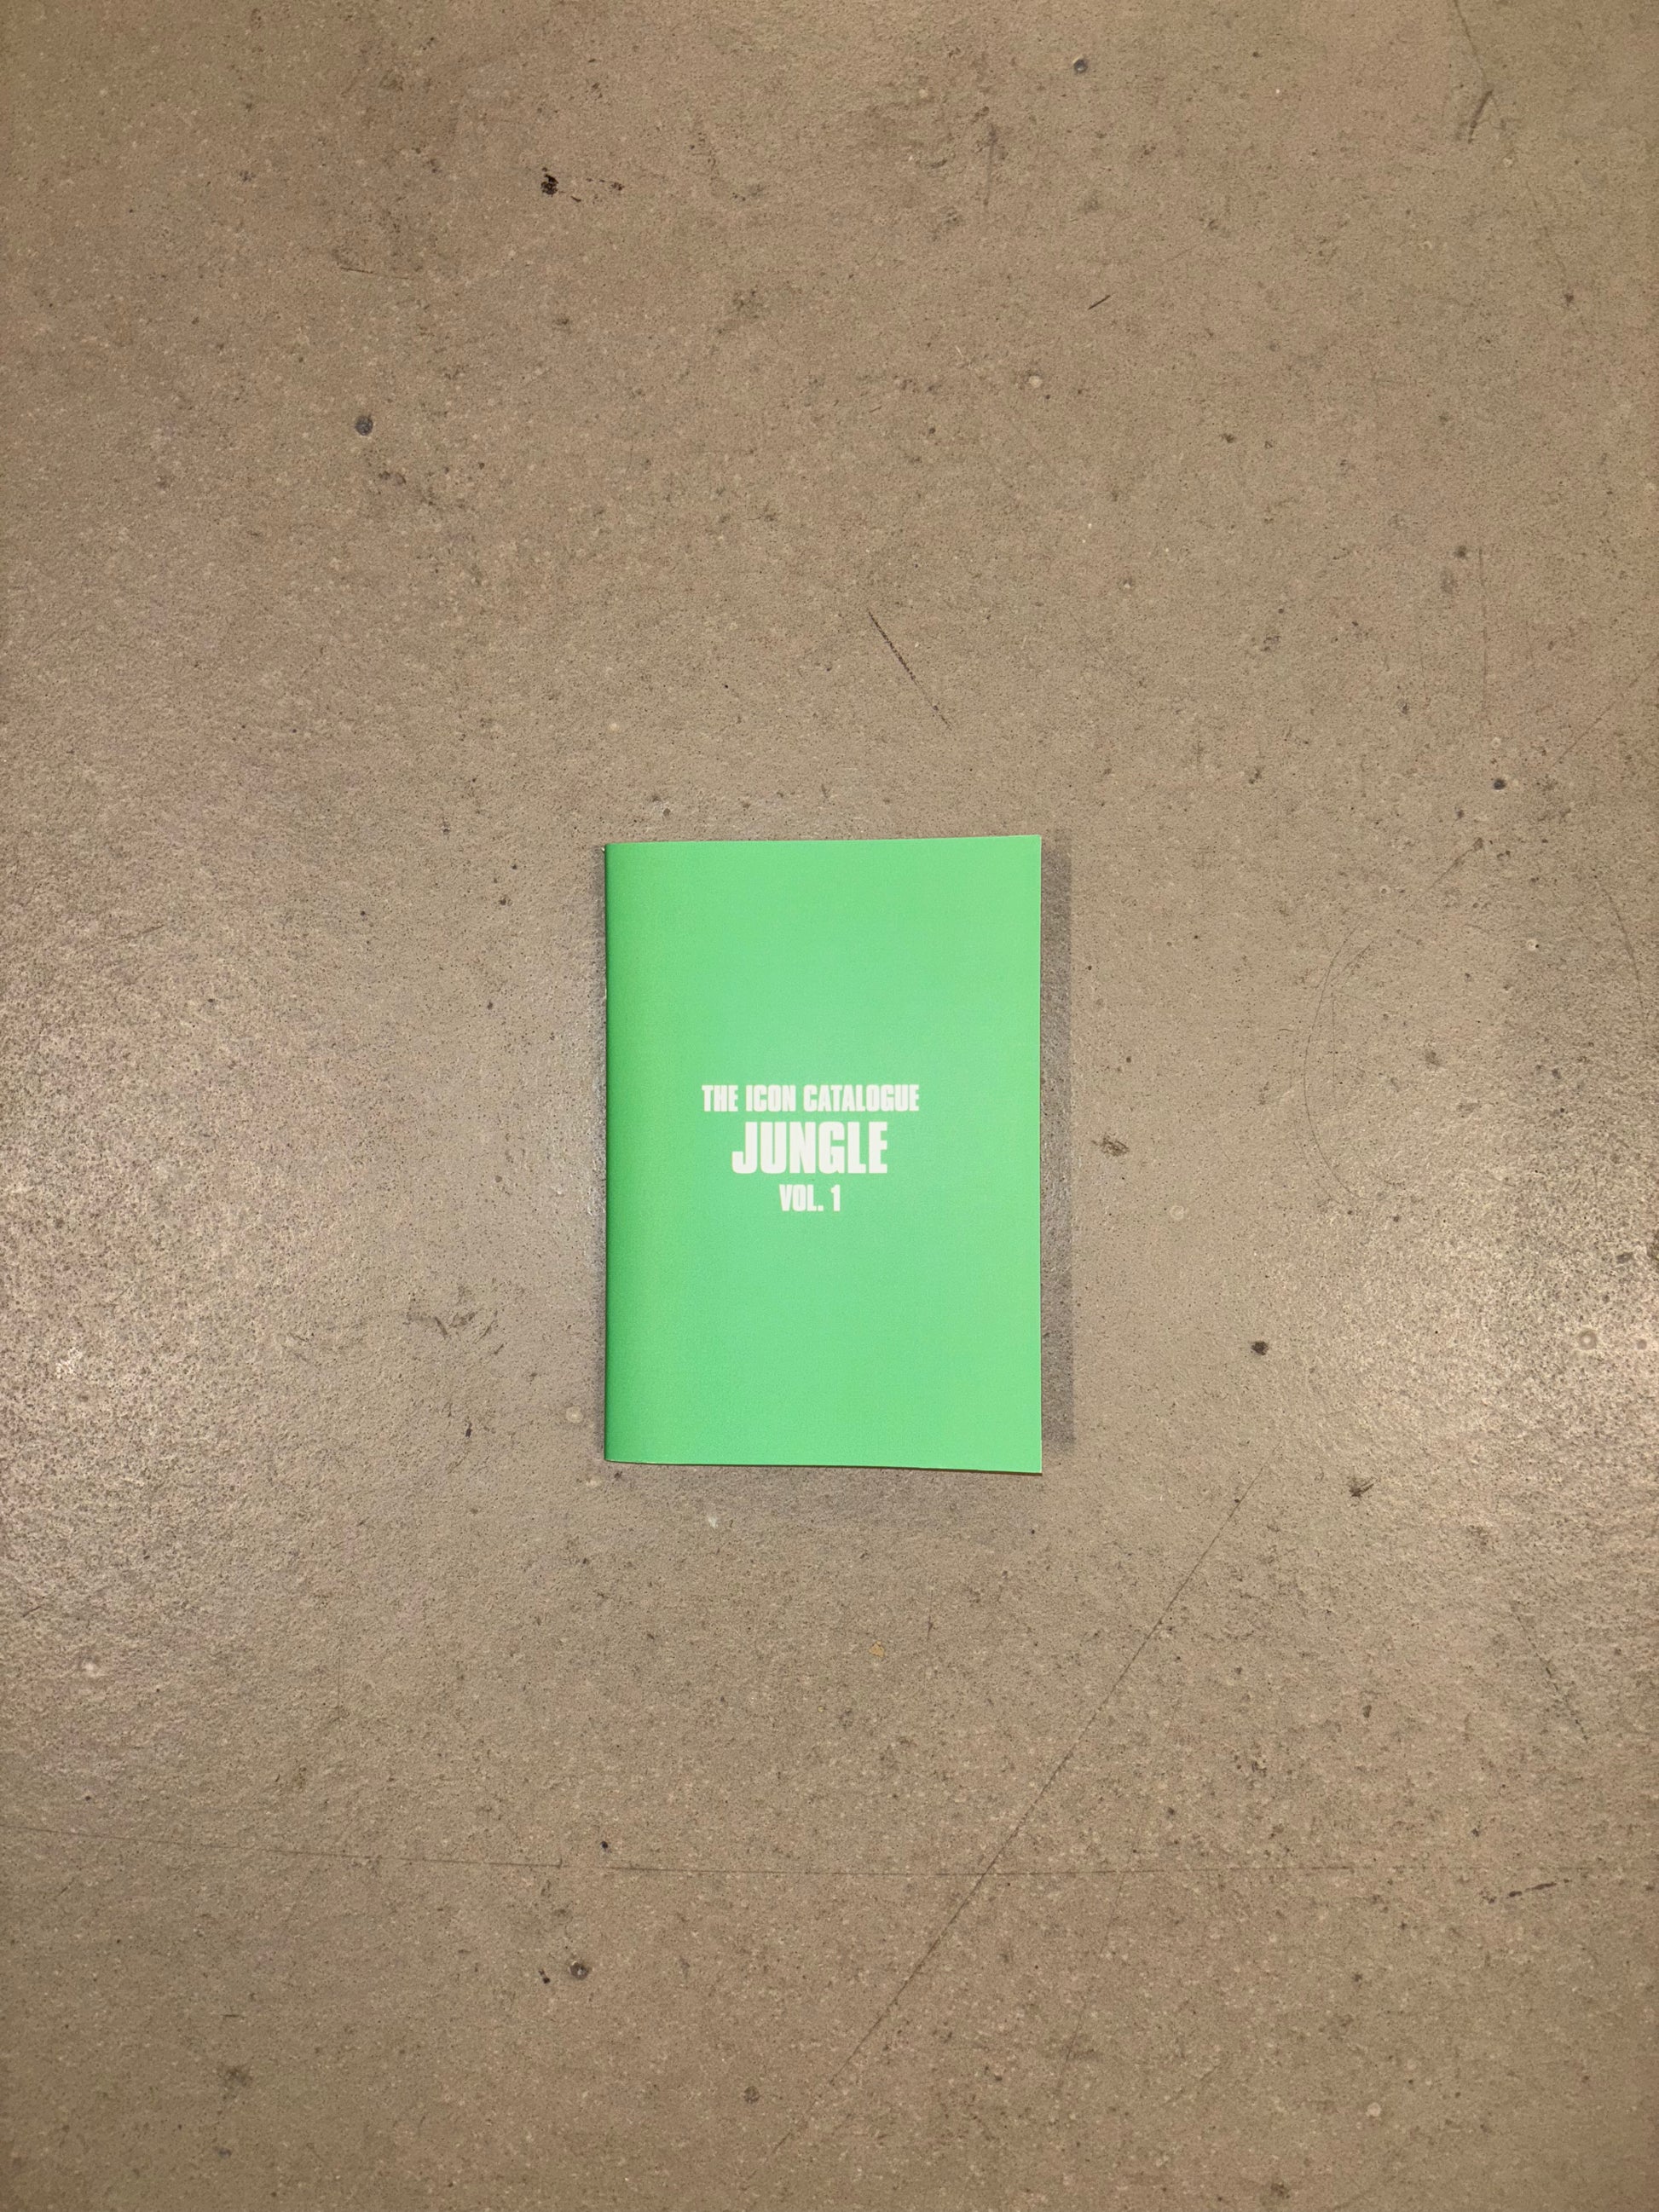 THE ICON CATALOGUE
JUNGLE
VOL. 1